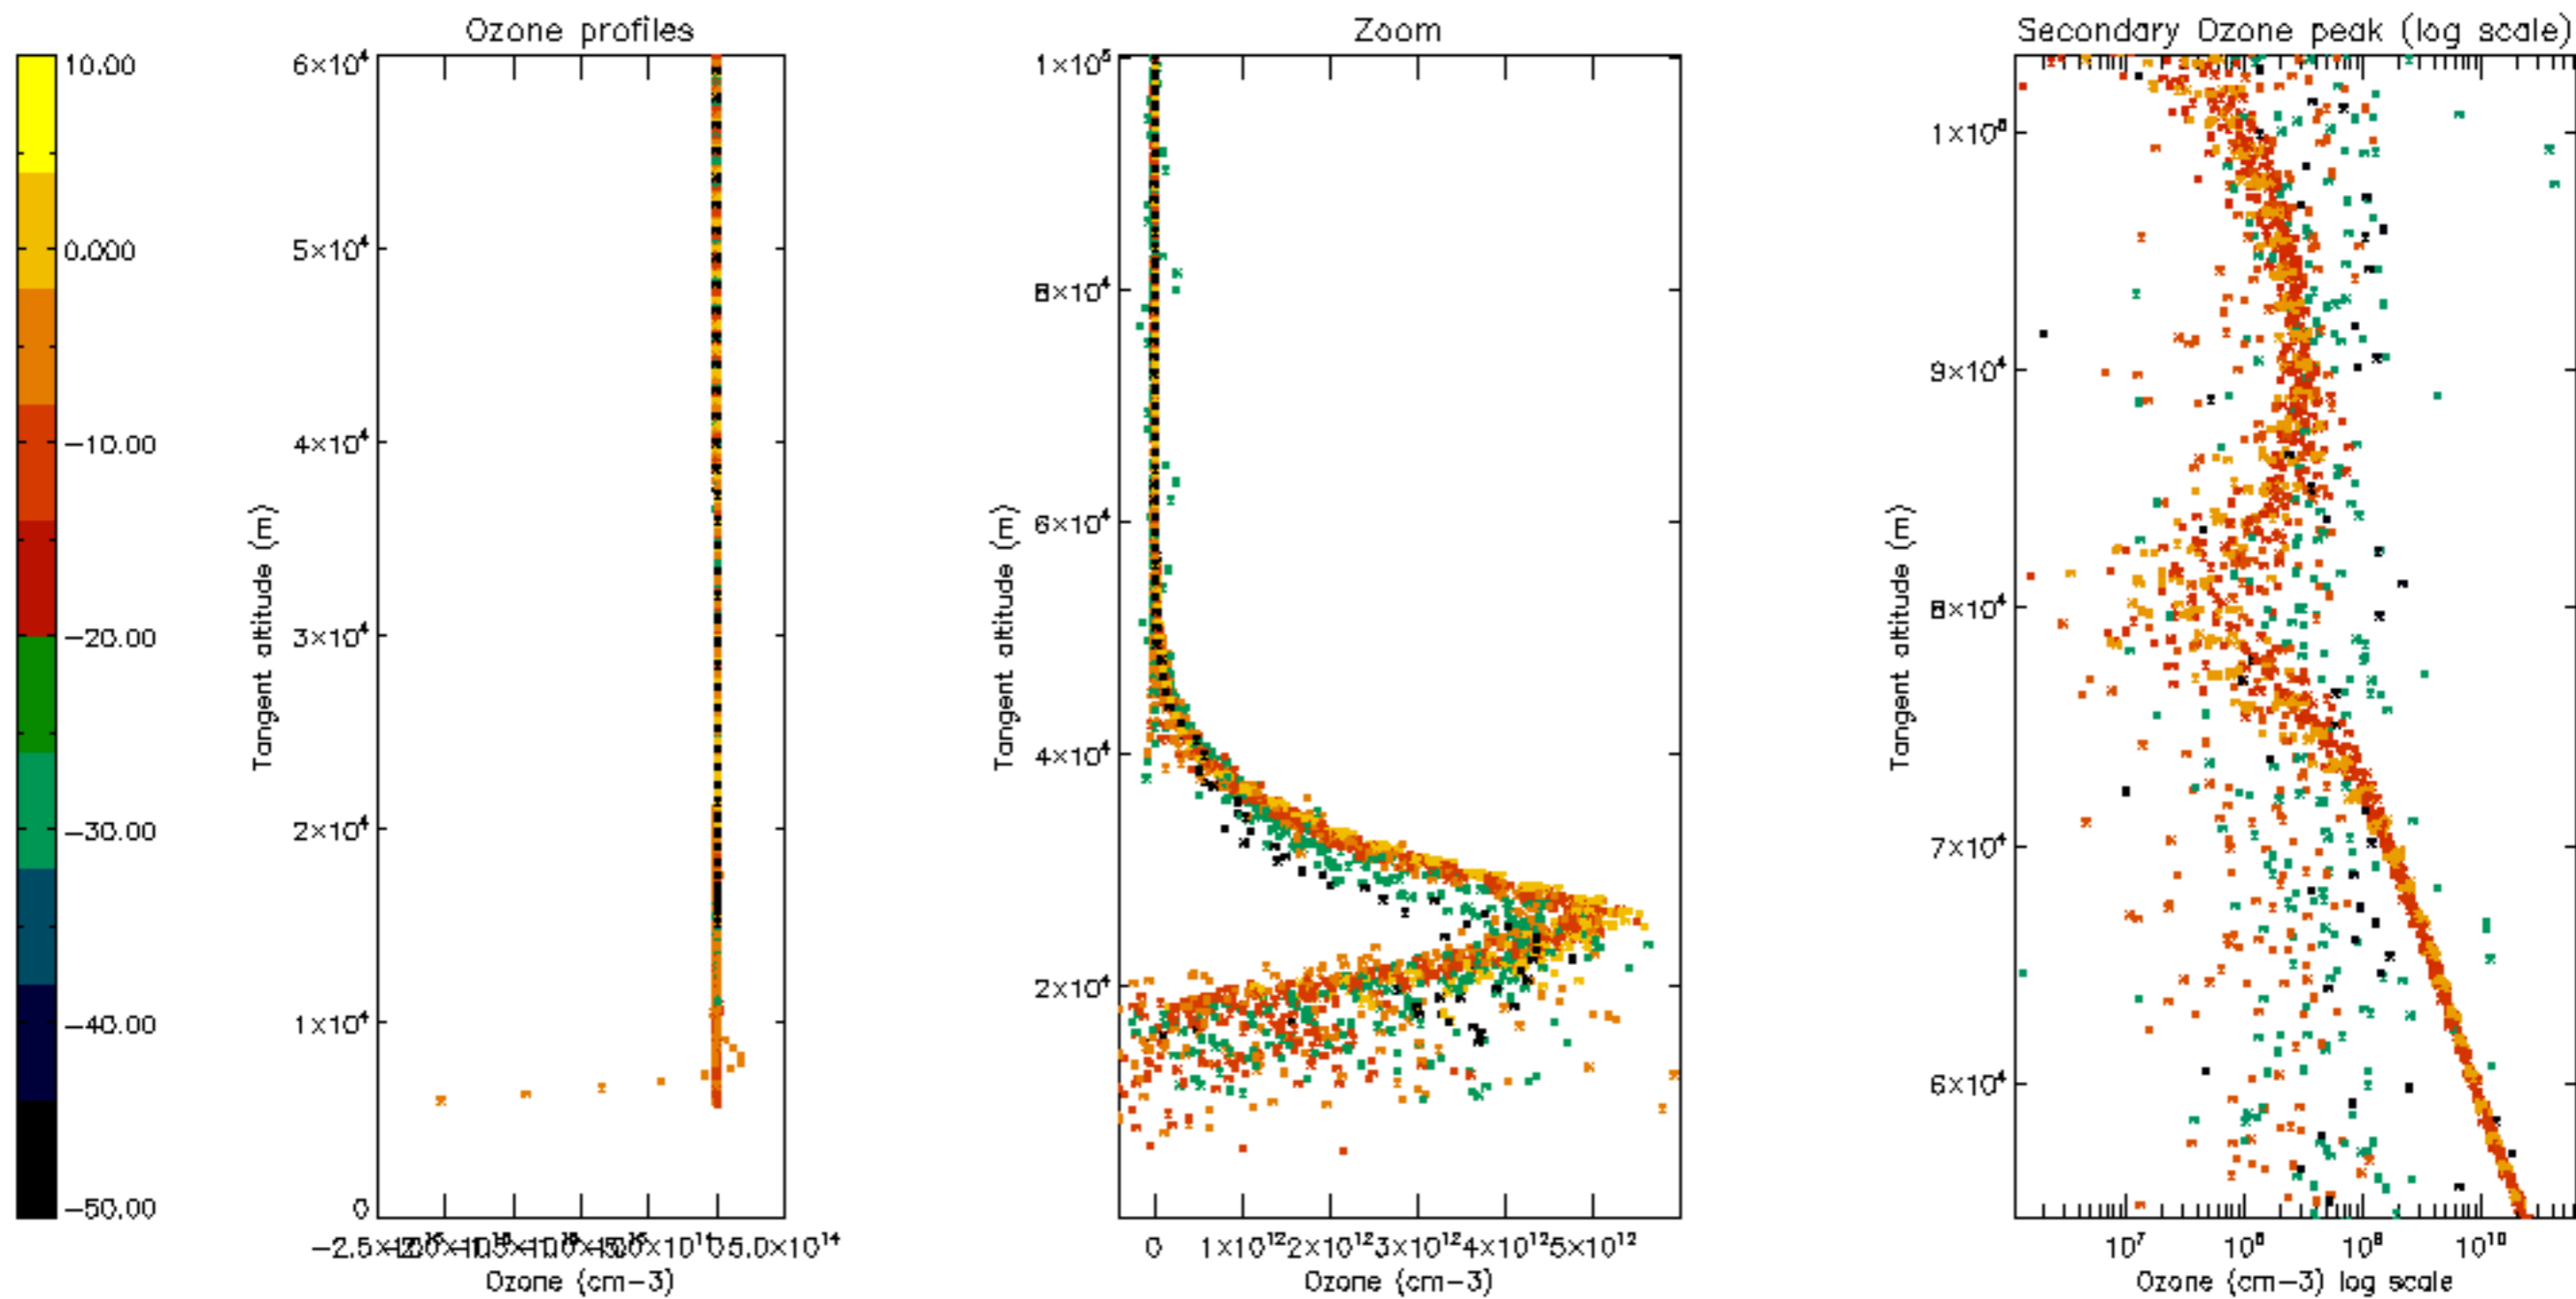 Ozone profiles
Zoom
Secondary Ozone peak (log scale)
10.00
0.000
−10.00
−20.00
−30.00
−40.00
−50.00
6×10⁴
5×10⁴
4×10⁴
3×10⁴
2×10⁴
1×10⁴
0
Tangent altitude (m)
5.0×10¹⁴
Ozone (cm−3)
1×10⁵
8×10⁴
6×10⁴
4×10⁴
2×10⁴
Tangent altitude (m)
0 1×10¹² 2×10¹² 3×10¹² 4×10¹² 5×10¹²
Ozone (cm−3)
9×10⁴
8×10⁴
7×10⁴
6×10⁴
Tangent altitude (m)
10⁷ 10⁸ 10⁹ 10¹⁰
Ozone (cm−3) log scale